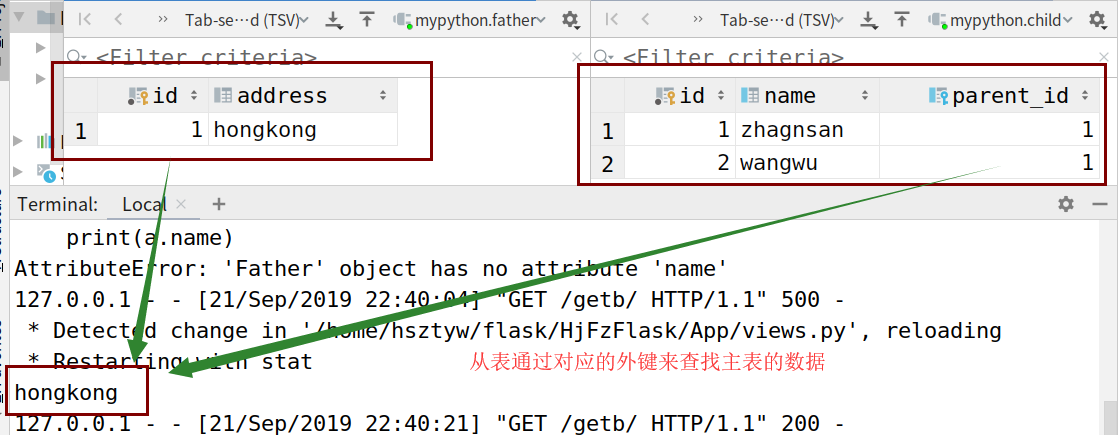 Tab-se…d (TSV) mypython.father
Tab-se…d (TSV) mypython.child
<Filter criteria>
<Filter criteria>
id address
1 1 hongkong
id name parent_id
1 1 zhagnsan 1
2 2 wangwu 1
Terminal: Local × +
print(a.name)
AttributeError: 'Father' object has no attribute 'name'
127.0.0.1 - - [21/Sep/2019 22:40:04] "GET /getb/ HTTP/1.1" 500 -
* Detected change in '/home/hsztyw/flask/HjFzFlask/App/views.py', reloading
* Restarting with stat
从表通过对应的外键来查找主表的数据
hongkong
127.0.0.1 - - [21/Sep/2019 22:40:21] "GET /getb/ HTTP/1.1" 200 -